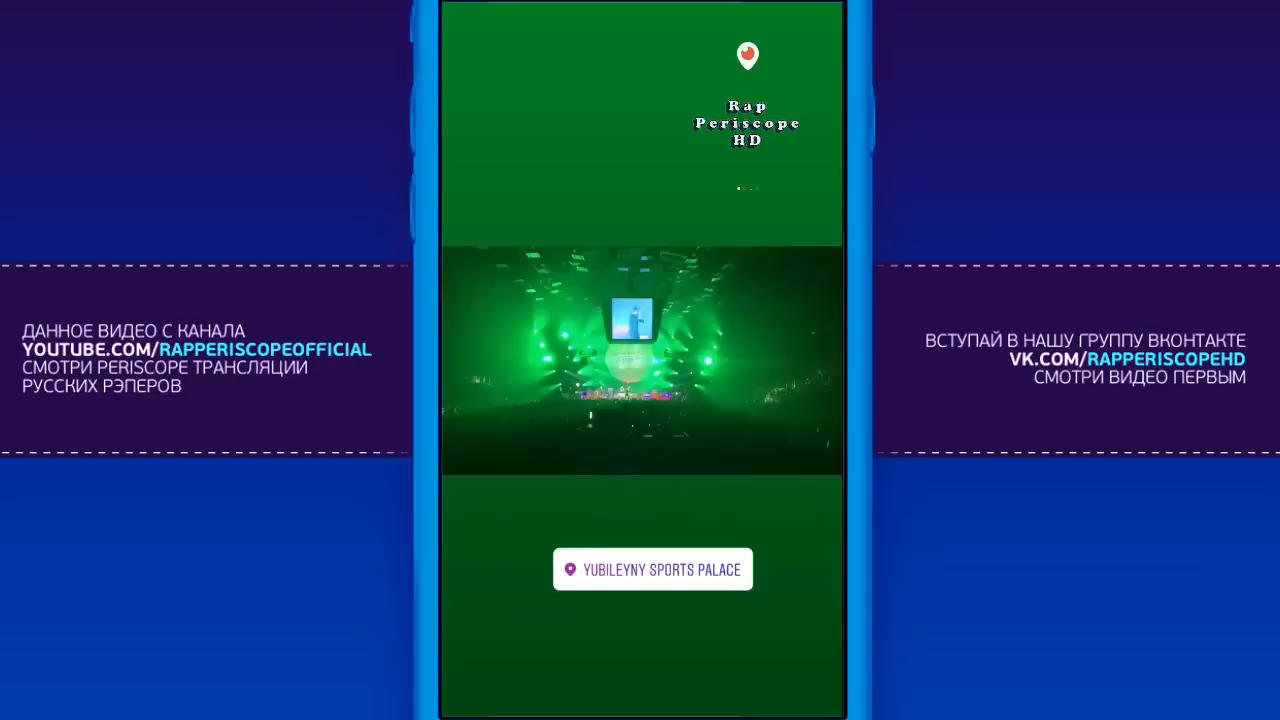 Rap
Periscope
HD
ДАННОЕ ВИДЕО С КАНАЛА
YOUTUBE.COM/RAPPERISCOPEOFFICIAL
СМОТРИ PERISCOPE ТРАНСЛЯЦИИ
РУССКИХ РЭПЕРОВ
ВСТУПАЙ В НАШУ ГРУППУ ВКОНТАКТЕ
VK.COM/RAPPERISCOPEHD
СМОТРИ ВИДЕО ПЕРВЫМ
YUBILEYNY SPORTS PALACE